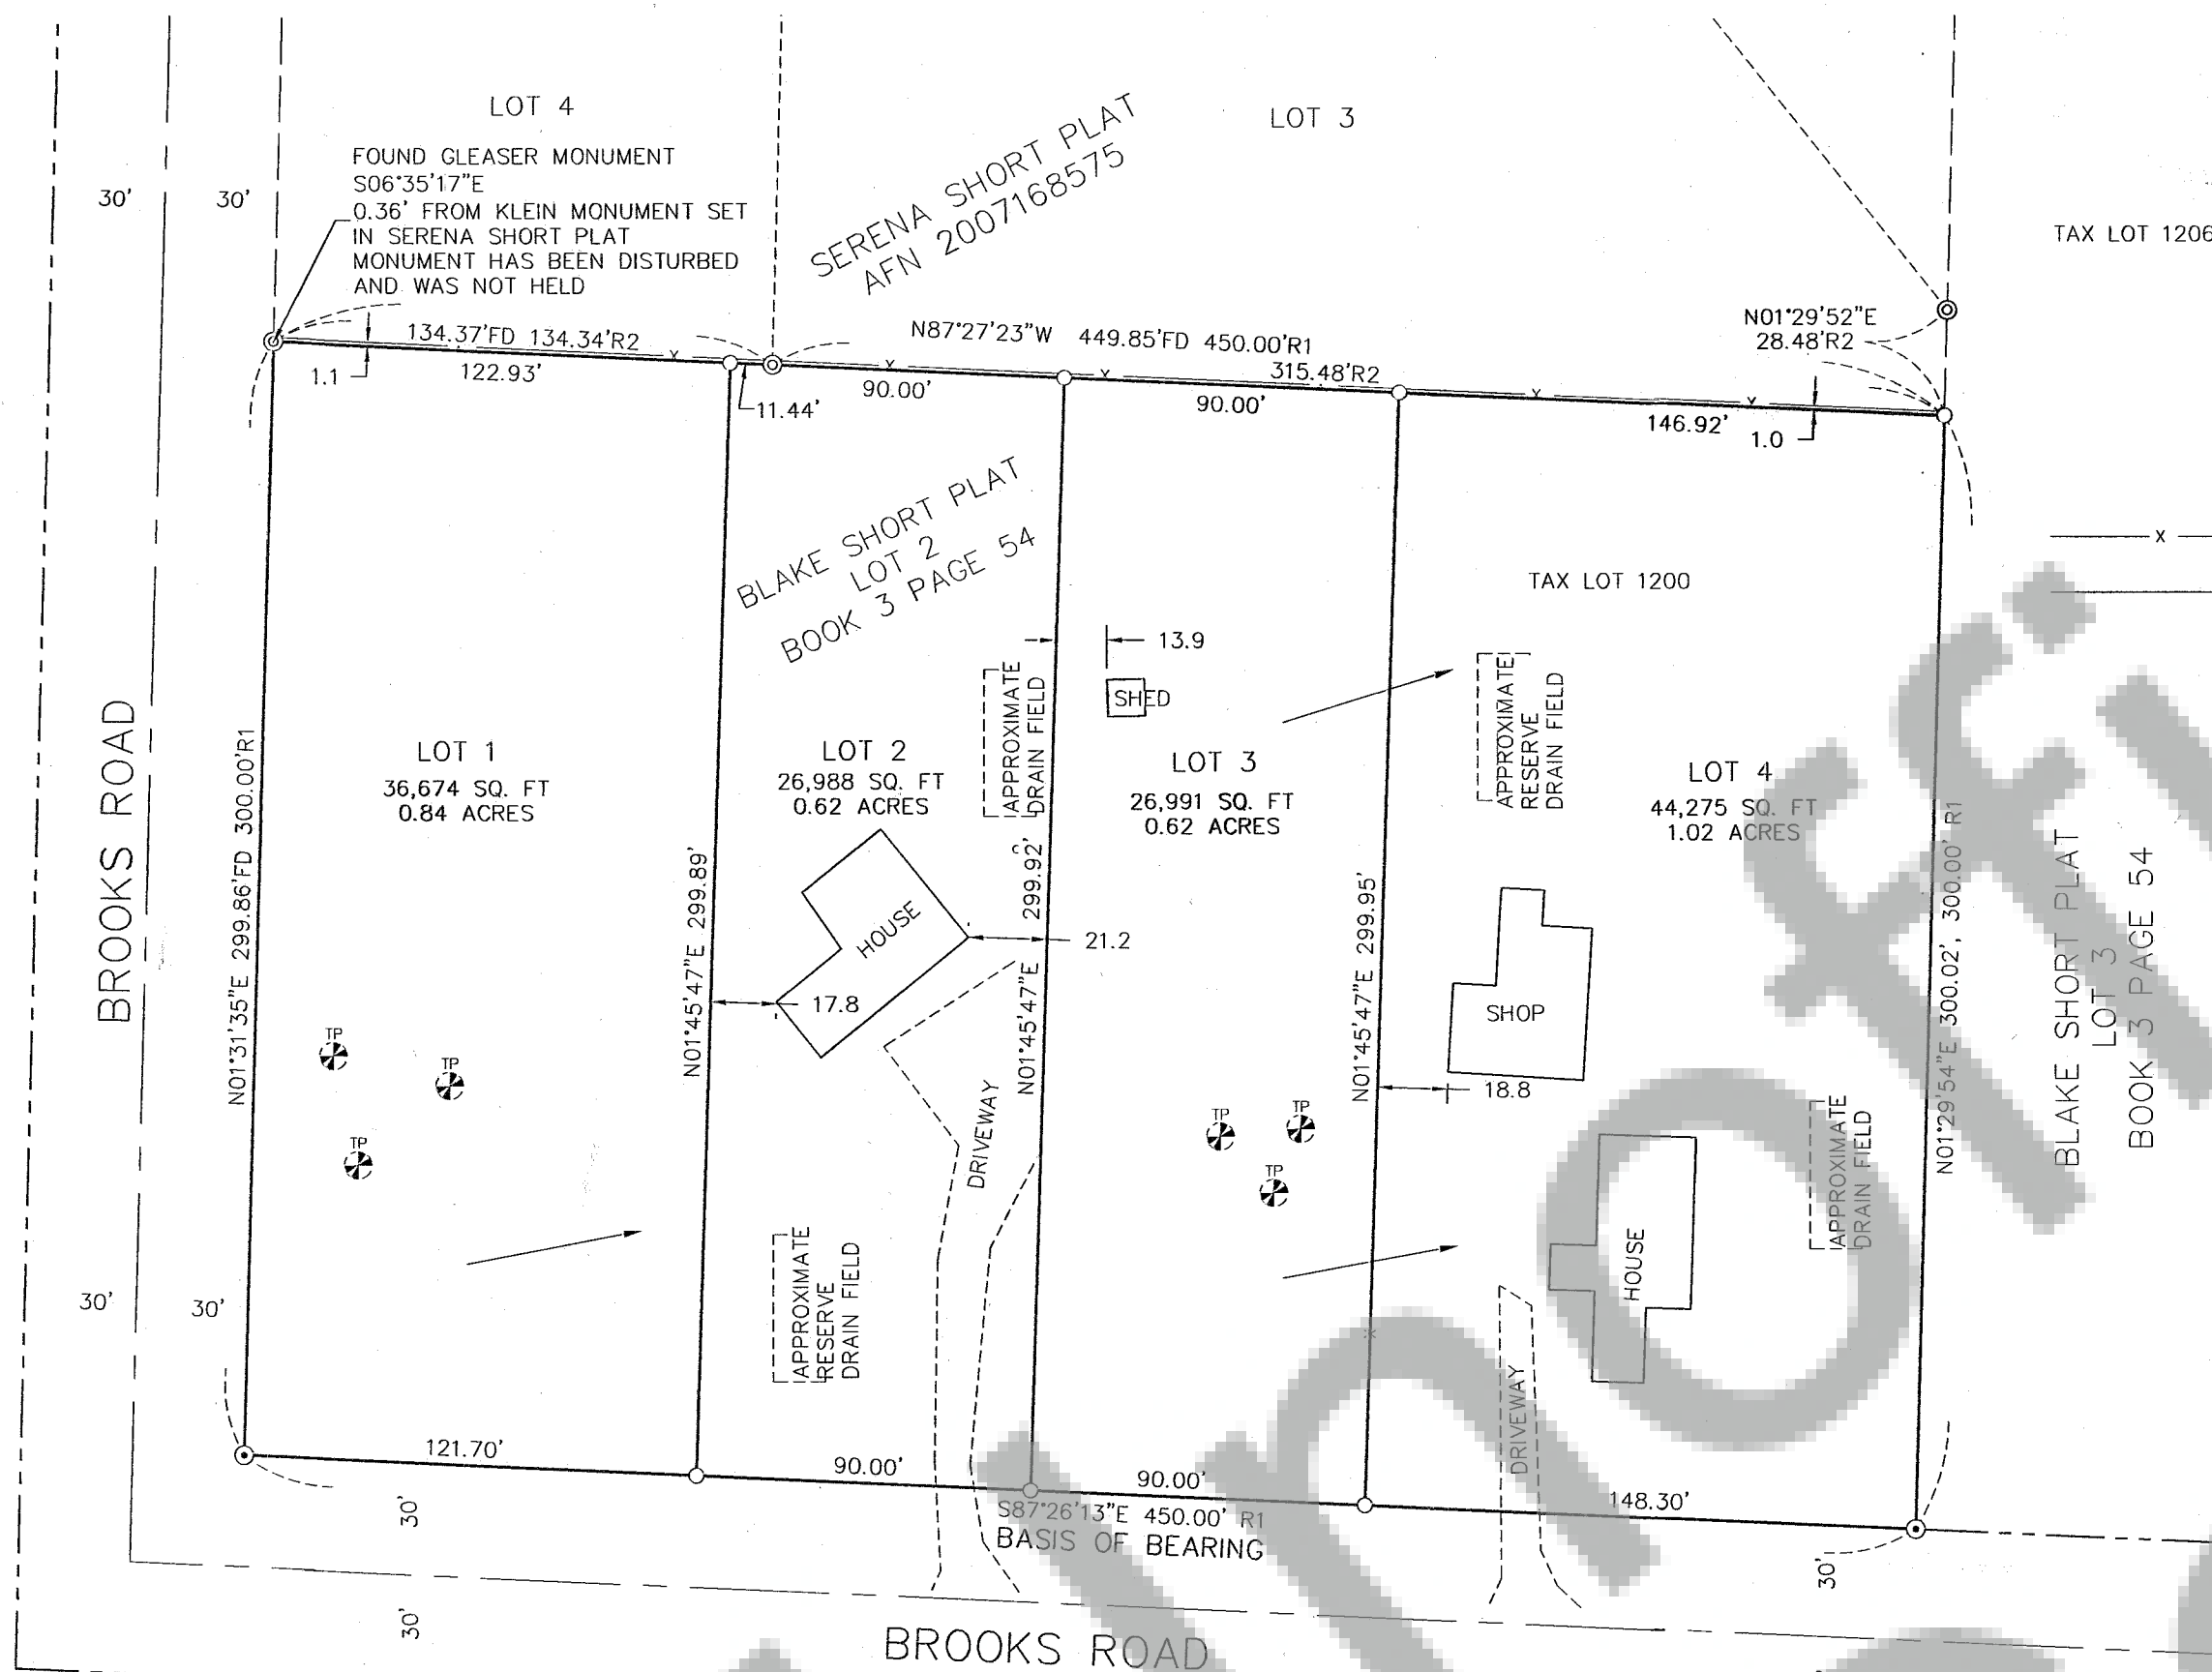 LOT 4
LOT 3
FOUND GLEASER MONUMENT
S06°35'17"E
0.36' FROM KLEIN MONUMENT SET
IN SERENA SHORT PLAT
MONUMENT HAS BEEN DISTURBED
AND WAS NOT HELD
30'
30'
SERENA SHORT PLAT
AFN 2007168575
TAX LOT 1206
N01°29'52"E
28.48'R2
134.37'FD 134.34'R2
N87°27'23"W 449.85'FD 450.00'R1
315.48'R2
1.1
122.93'
11.44'
90.00'
90.00'
146.92'
1.0
BLAKE SHORT PLAT
LOT 2
BOOK 3 PAGE 54
TAX LOT 1200
X
13.9
SHED
APPROXIMATE
DRAIN FIELD
APPROXIMATE
RESERVE
DRAIN FIELD
BROOKS ROAD
N01°31'35"E 299.86'FD 300.00'R1
LOT 1
36,674 SQ. FT
0.84 ACRES
LOT 2
26,988 SQ. FT
0.62 ACRES
LOT 3
26,991 SQ. FT
0.62 ACRES
LOT 4
44,275 SQ. FT
1.02 ACRES
N01°45'47"E 299.89'
HOUSE
17.8
21.2
N01°45'47"E 299.92'
N01°45'47"E 299.95'
SHOP
18.8
N01°29'54"E 300.02', 300.00' R1
BLAKE SHORT PLAT
LOT 3
BOOK 3 PAGE 54
TP
TP
TP
TP
TP
TP
DRIVEWAY
APPROXIMATE
RESERVE
DRAIN FIELD
HOUSE
APPROXIMATE
DRAIN FIELD
DRIVEWAY
30'
30'
121.70'
90.00'
90.00'
148.30'
S87°26'13"E 450.00' R1
BASIS OF BEARING
30'
30'
30'
BROOKS ROAD